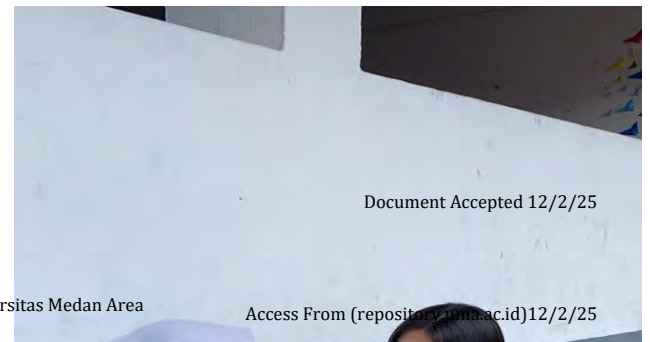 Document Accepted 12/2/25
rsitas Medan Area
Access From (repository.uma.ac.id)12/2/25